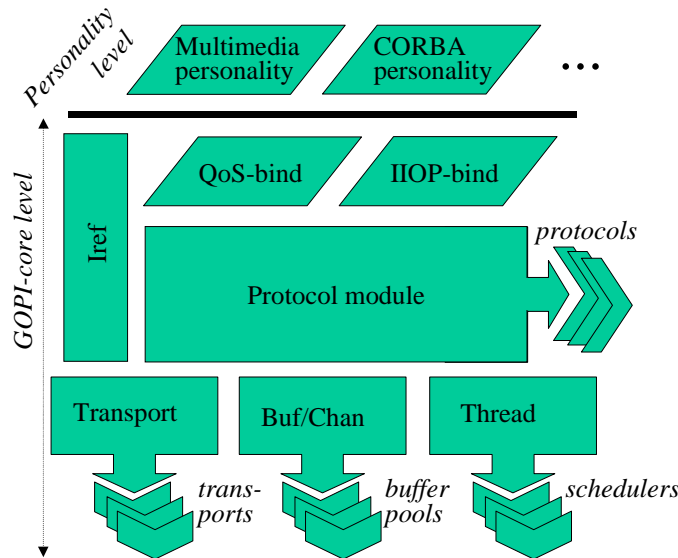 Personality
level
Multimedia
personality
CORBA
personality
...
GOPI-core level
Iref
QoS-bind
IIOP-bind
protocols
Protocol module
Transport
Buf/Chan
Thread
trans-
ports
buffer
pools
schedulers